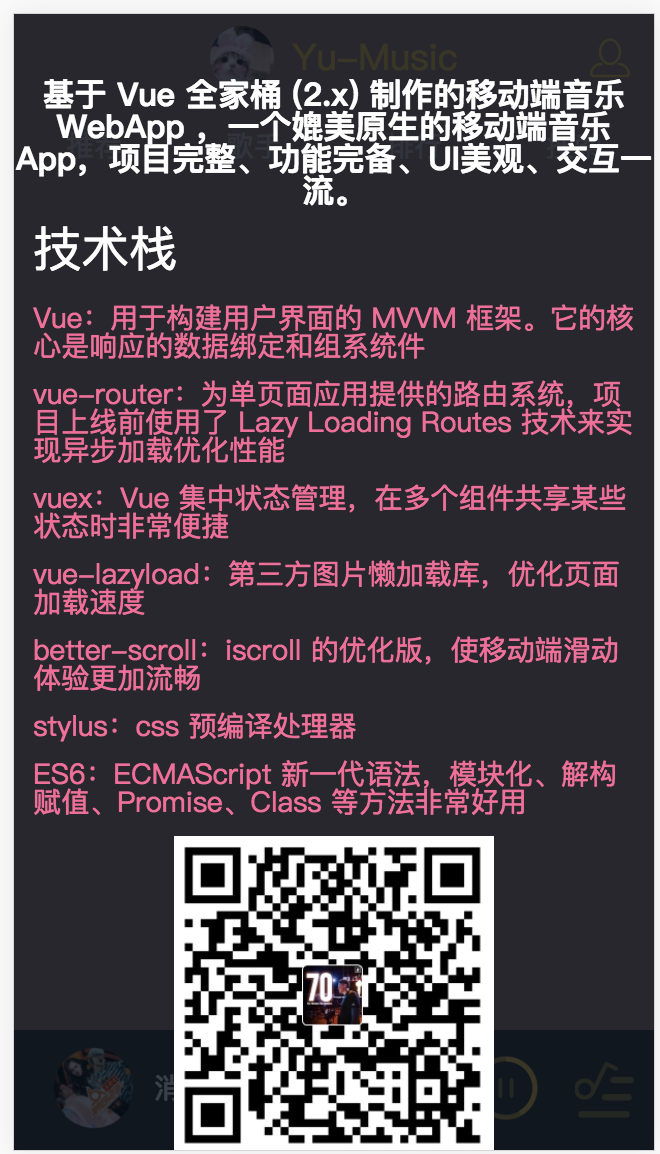 Yu-Music
基于 Vue 全家桶 (2.x) 制作的移动端音乐
WebApp ，一个媲美原生的移动端音乐
App，项目完整、功能完备、UI美观、交互一
流。
技术栈
Vue：用于构建用户界面的 MVVM 框架。它的核
心是响应的数据绑定和组系统件
vue-router：为单页面应用提供的路由系统，项
目上线前使用了 Lazy Loading Routes 技术来实
现异步加载优化性能
vuex：Vue 集中状态管理，在多个组件共享某些
状态时非常便捷
vue-lazyload：第三方图片懒加载库，优化页面
加载速度
better-scroll：iscroll 的优化版，使移动端滑动
体验更加流畅
stylus：css 预编译处理器
ES6：ECMAScript 新一代语法，模块化、解构
赋值、Promise、Class 等方法非常好用
70
消